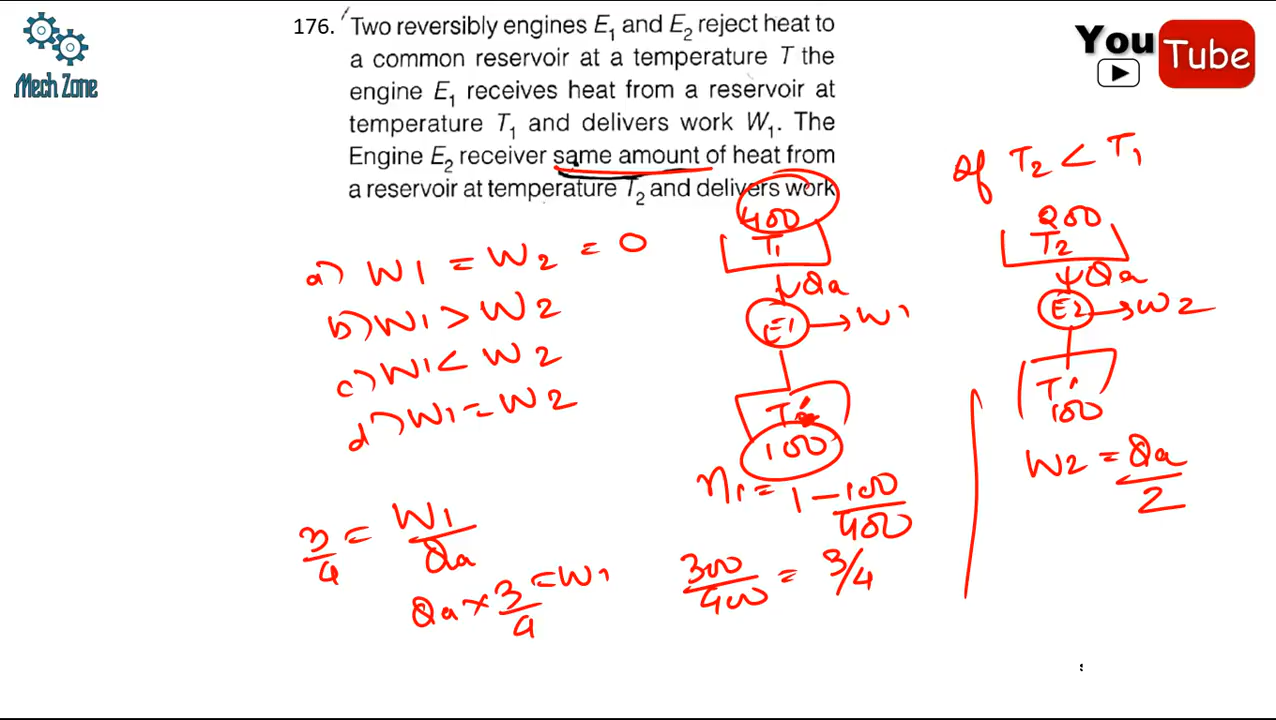 Mech Zone
176. Two reversibly engines E1 and E2 reject heat to
a common reservoir at a temperature T the
engine E1 receives heat from a reservoir at
temperature T1 and delivers work W1. The
Engine E2 receiver same amount of heat from
a reservoir at temperature T2 and delivers work
You Tube
If T2 < T1
a) W1 = W2 = 0
b) W1 > W2
c) W1 < W2
d) W1 = W2
400
T1
Qa
E1
W1
T
100
η1 = 1 - 100/400
300/400 = 3/4
3/4 = W1/Qa
Qa × 3/4 = W1
200
T2
Qa
E2
W2
T
100
W2 = Qa/2